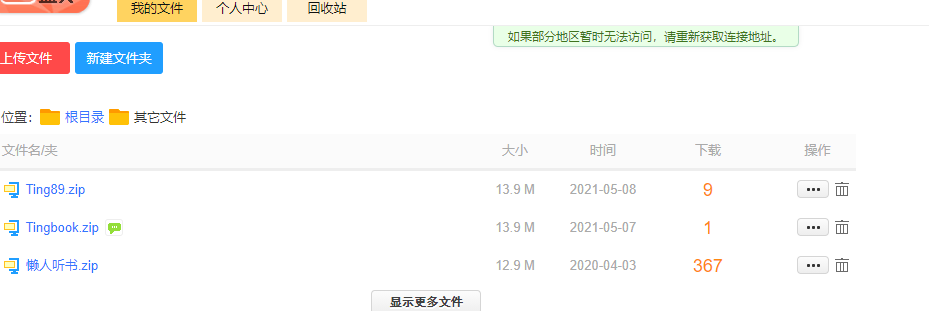 我的文件 个人中心 回收站
如果部分地区暂时无法访问，请重新获取连接地址。
上传文件 新建文件夹
位置： 根目录 其它文件
文件名/夹 大小 时间 下载 操作
Ting89.zip 13.9 M 2021-05-08 9
Tingbook.zip 13.9 M 2021-05-07 1
懒人听书.zip 12.9 M 2020-04-03 367
显示更多文件